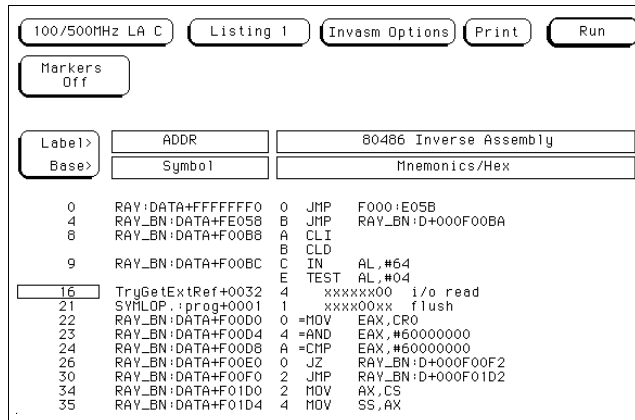 100/500MHz LA C Listing 1 Invasm Options Print Run
Markers
Off
Label> ADDR 80486 Inverse Assembly
Base> Symbol Mnemonics/Hex
0 RAY:DATA+FFFFFFF0 0 JMP F000:E05B
4 RAY_BN:DATA+FE058 B JMP RAY_BN:D+000F00BA
8 RAY_BN:DATA+F00B8 A CLI
B CLD
9 RAY_BN:DATA+F00BC C IN AL,#64
E TEST AL,#04
16 TryGetExtRef+0032 4 xxxxxx00 i/o read
21 SYMLOP.:prog+0001 1 xxxx00xx flush
22 RAY_BN:DATA+F00D0 0 =MOV EAX,CR0
23 RAY_BN:DATA+F00D4 4 =AND EAX,#60000000
24 RAY_BN:DATA+F00D8 A =CMP EAX,#60000000
26 RAY_BN:DATA+F00E0 0 JZ RAY_BN:D+000F00F2
30 RAY_BN:DATA+F00F0 2 JMP RAY_BN:D+000F01D2
34 RAY_BN:DATA+F01D0 2 MOV AX,CS
35 RAY_BN:DATA+F01D4 4 MOV SS,AX